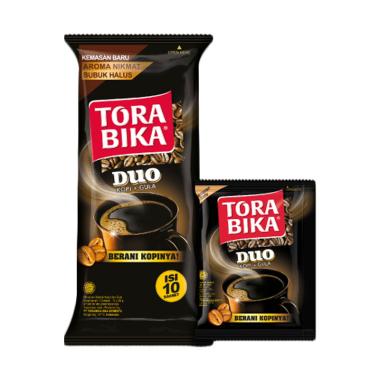 KEMASAN BARU
AROMA NIKMAT
BUBUK HALUS
TORA
BIKA
DUO
KOPI + GULA
BERANI KOPINYA!
ISI
10
SACHET
TORA
BIKA
DUO
KOPI + GULA
BERANI KOPINYA!